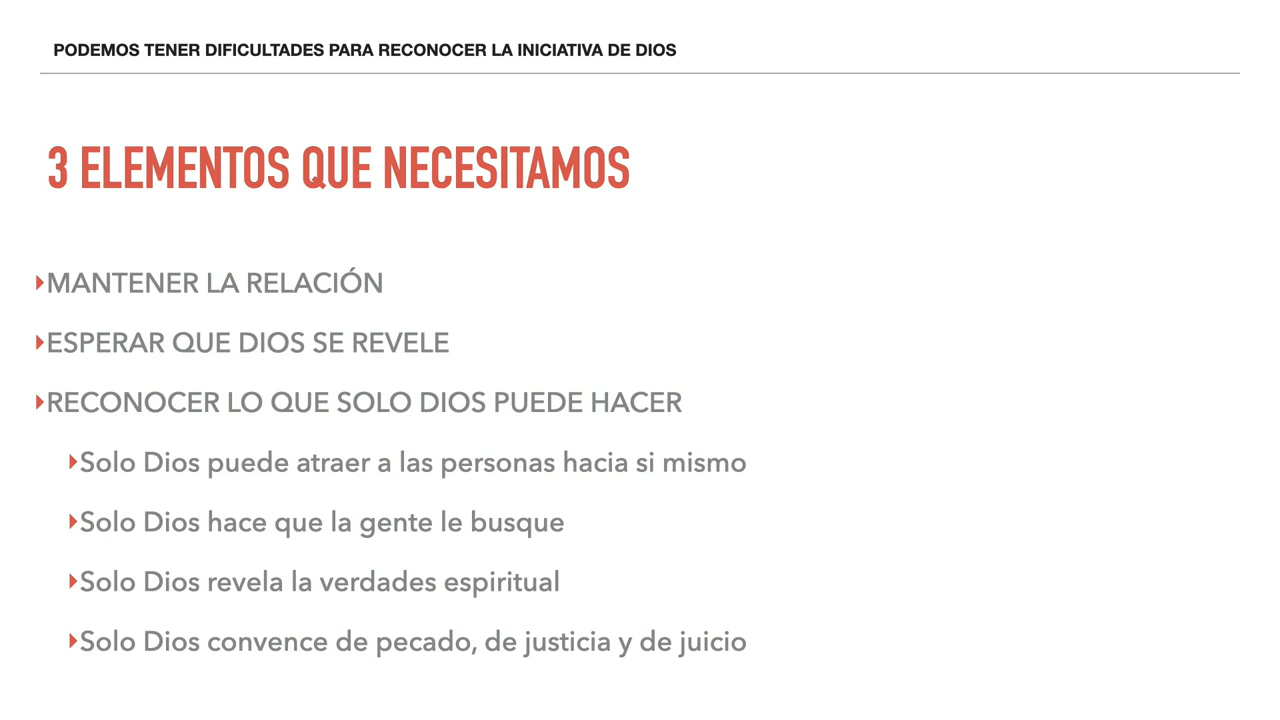 PODEMOS TENER DIFICULTADES PARA RECONOCER LA INICIATIVA DE DIOS
3 ELEMENTOS QUE NECESITAMOS
MANTENER LA RELACIÓN
ESPERAR QUE DIOS SE REVELE
RECONOCER LO QUE SOLO DIOS PUEDE HACER
Solo Dios puede atraer a las personas hacia si mismo
Solo Dios hace que la gente le busque
Solo Dios revela la verdades espiritual
Solo Dios convence de pecado, de justicia y de juicio